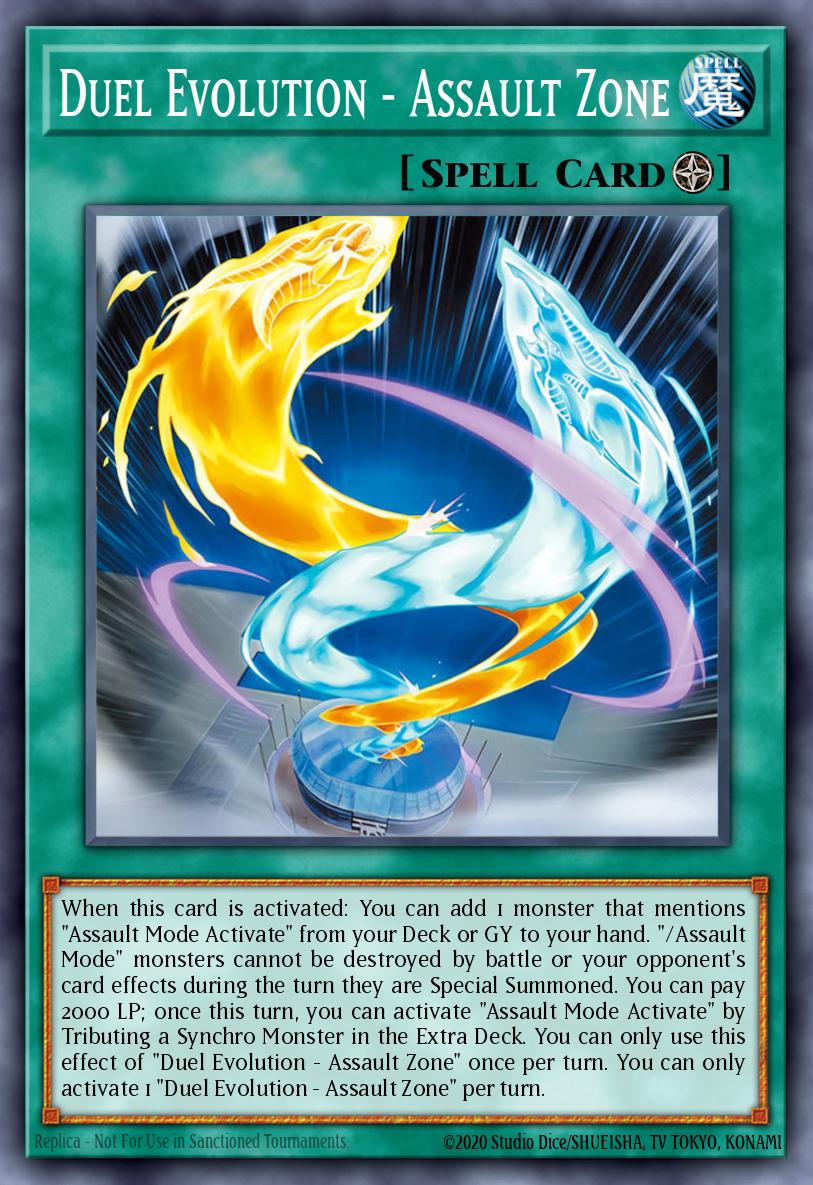 Duel Evolution - Assault Zone
SPELL
魔
[Spell Card]
When this card is activated: You can add 1 monster that mentions
"Assault Mode Activate" from your Deck or GY to your hand. "/Assault
Mode" monsters cannot be destroyed by battle or your opponent's
card effects during the turn they are Special Summoned. You can pay
2000 LP; once this turn, you can activate "Assault Mode Activate" by
Tributing a Synchro Monster in the Extra Deck. You can only use this
effect of "Duel Evolution - Assault Zone" once per turn. You can only
activate 1 "Duel Evolution - Assault Zone" per turn.
Replica - Not For Use in Sanctioned Tournaments.
©2020 Studio Dice/SHUEISHA, TV TOKYO, KONAMI